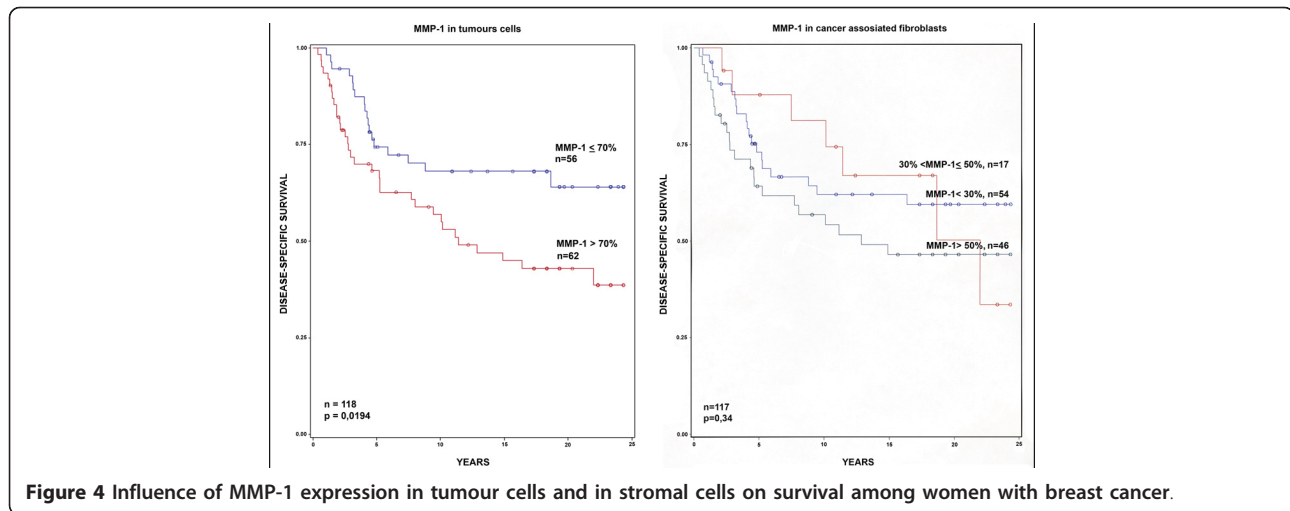 MMP-1 in tumours cells
1.00
0.75
0.50
0.25
0.00
DISEASE-SPECIFIC SURVIVAL
MMP-1 ≤ 70%
n=56
MMP-1 > 70%
n=62
n = 118
p = 0,0194
0 5 10 15 20 25
YEARS
MMP-1 in cancer assosiated fibroblasts
1.00
0.75
0.50
0.25
0.00
DISEASE-SPECIFIC SURVIVAL
30% <MMP-1≤ 50%, n=17
MMP-1< 30%, n=54
MMP-1> 50%, n=46
n=117
p=0,34
0 5 10 15 20 25
YEARS
Figure 4 Influence of MMP-1 expression in tumour cells and in stromal cells on survival among women with breast cancer.